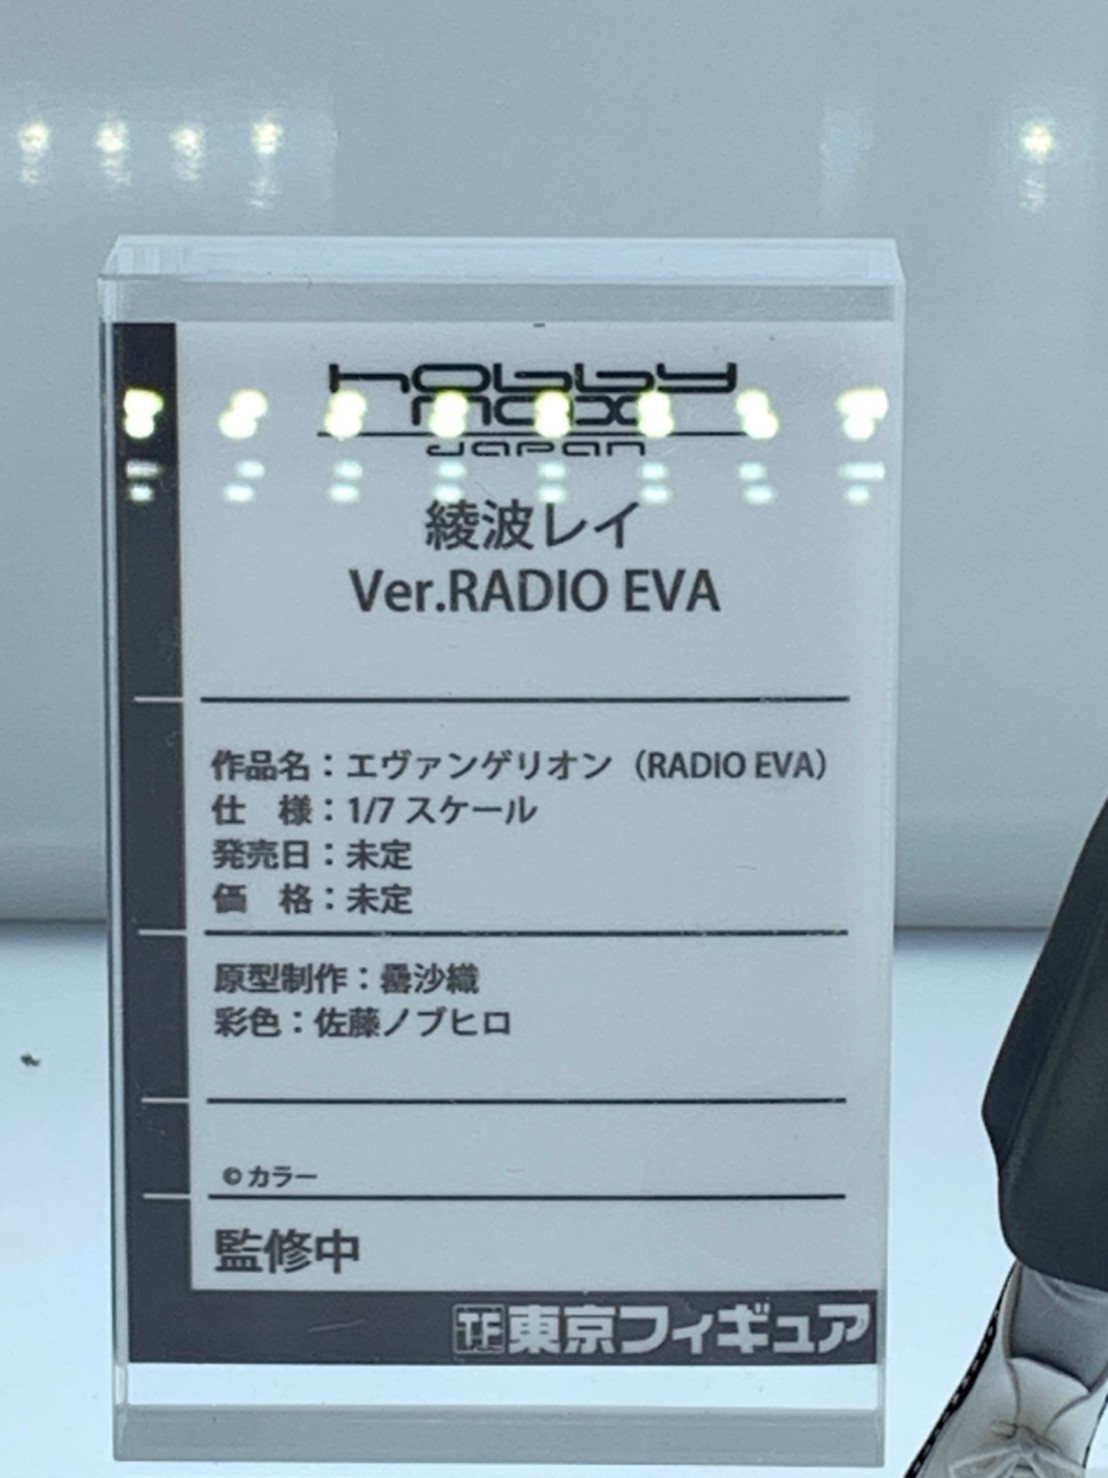 hobby
max
JAPAN
綾波レイ
Ver.RADIO EVA
作品名：エヴァンゲリオン（RADIO EVA）
仕　様：1/7 スケール
発売日：未定
価　格：未定
原型制作：曇沙織
彩色：佐藤ノブヒロ
©カラー
監修中
TF東京フィギュア